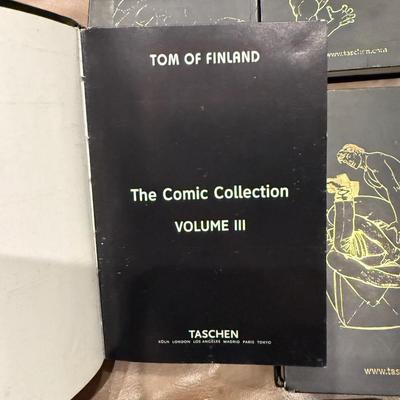 TOM OF FINLAND
The Comic Collection
VOLUME III
TASCHEN
KÖLN LONDON LOS ANGELES MADRID PARIS TOKYO
www.taschen.com
www.tas